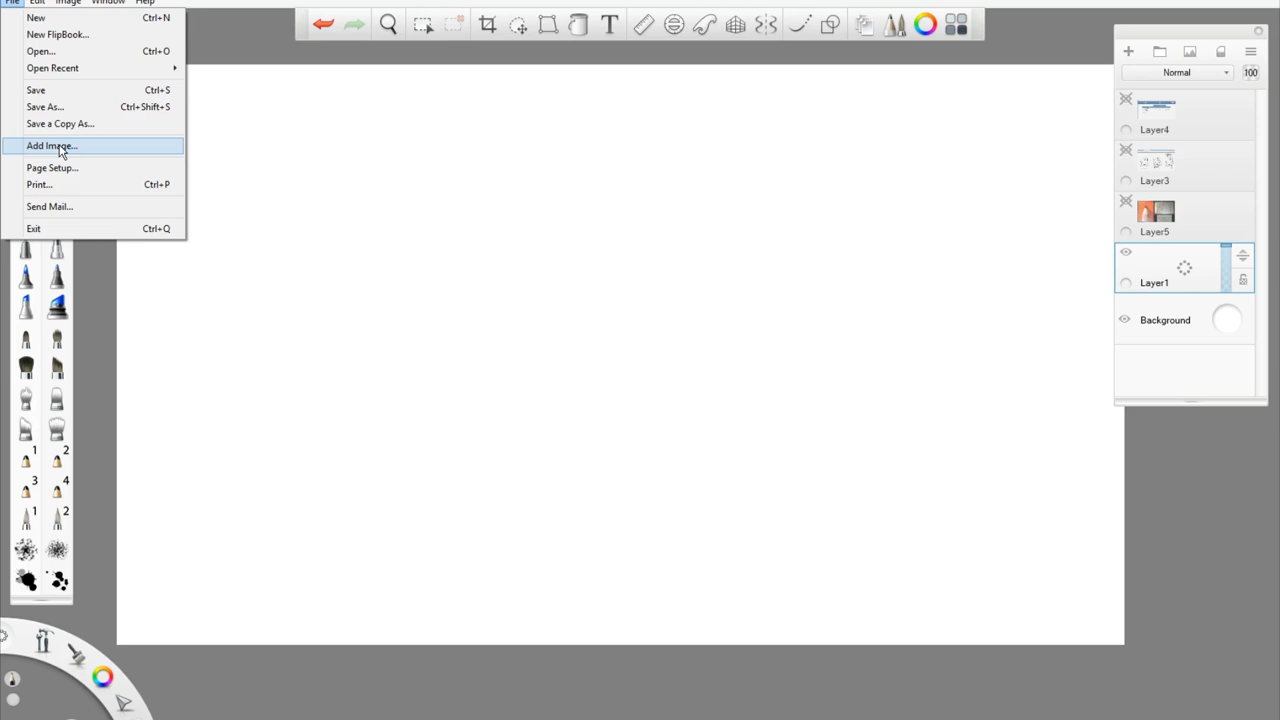 File Edit Image Window Help
New Ctrl+N
New FlipBook...
Open... Ctrl+O
Open Recent
Save Ctrl+S
Save As... Ctrl+Shift+S
Save a Copy As...
Add Image...
Page Setup...
Print... Ctrl+P
Send Mail...
Exit Ctrl+Q
T
Normal 100
Layer4
Layer3
Layer5
Layer1
Background
1 2
3 4
1 2